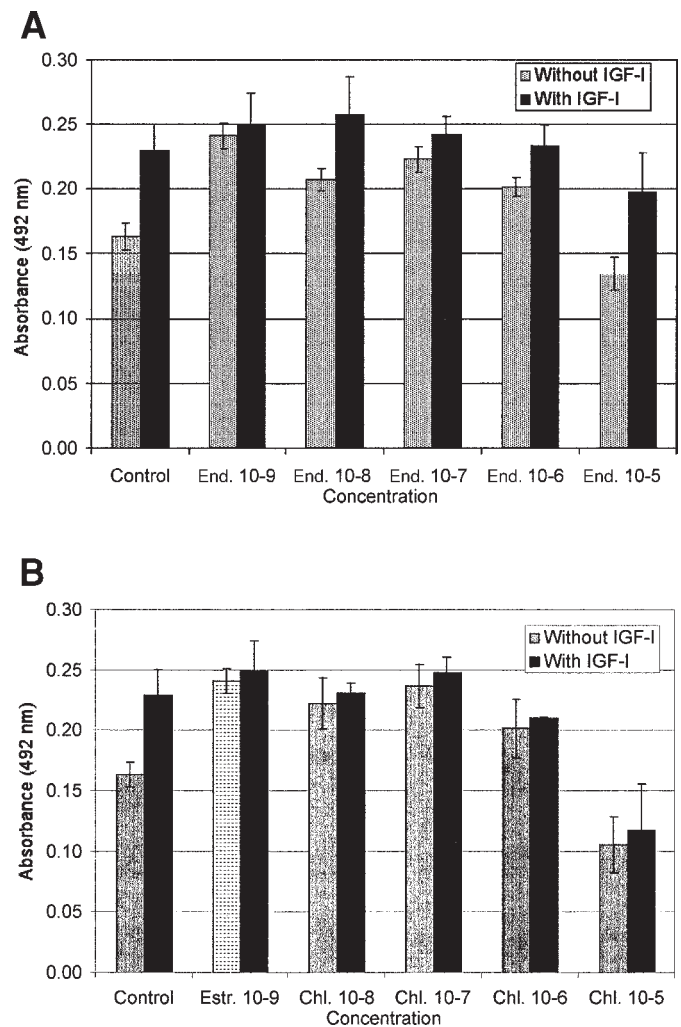 A
0.30
0.25
0.20
0.15
0.10
0.05
0.00
Absorbance (492 nm)
Without IGF-I
With IGF-I
Control End. 10-9 End. 10-8 End. 10-7 End. 10-6 End. 10-5
Concentration
B
0.30
0.25
0.20
0.15
0.10
0.05
0.00
Absorbance (492 nm)
Without IGF-I
With IGF-I
Control Estr. 10-9 Chl. 10-8 Chl. 10-7 Chl. 10-6 Chl. 10-5
Concentration